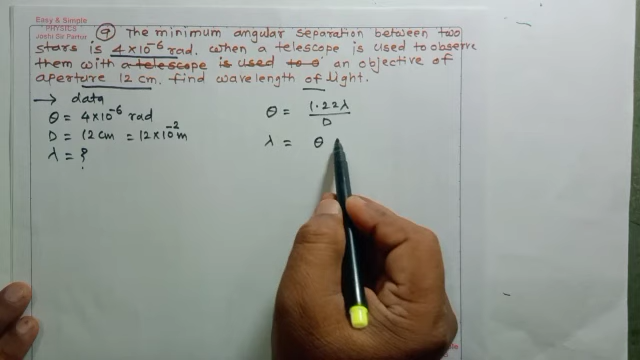 Easy & Simple
PHYSICS
⑨ The minimum angular separation between two
stars is 4×10⁻⁶ rad. when a telescope is used to observe
them with a telescope is used to o an objective of
aperture 12 cm. find wavelength of light.
→ data
θ = 4×10⁻⁶ rad
D = 12 cm = 12×10⁻² m
λ = ?
θ = 1.22λ / D
λ = θ